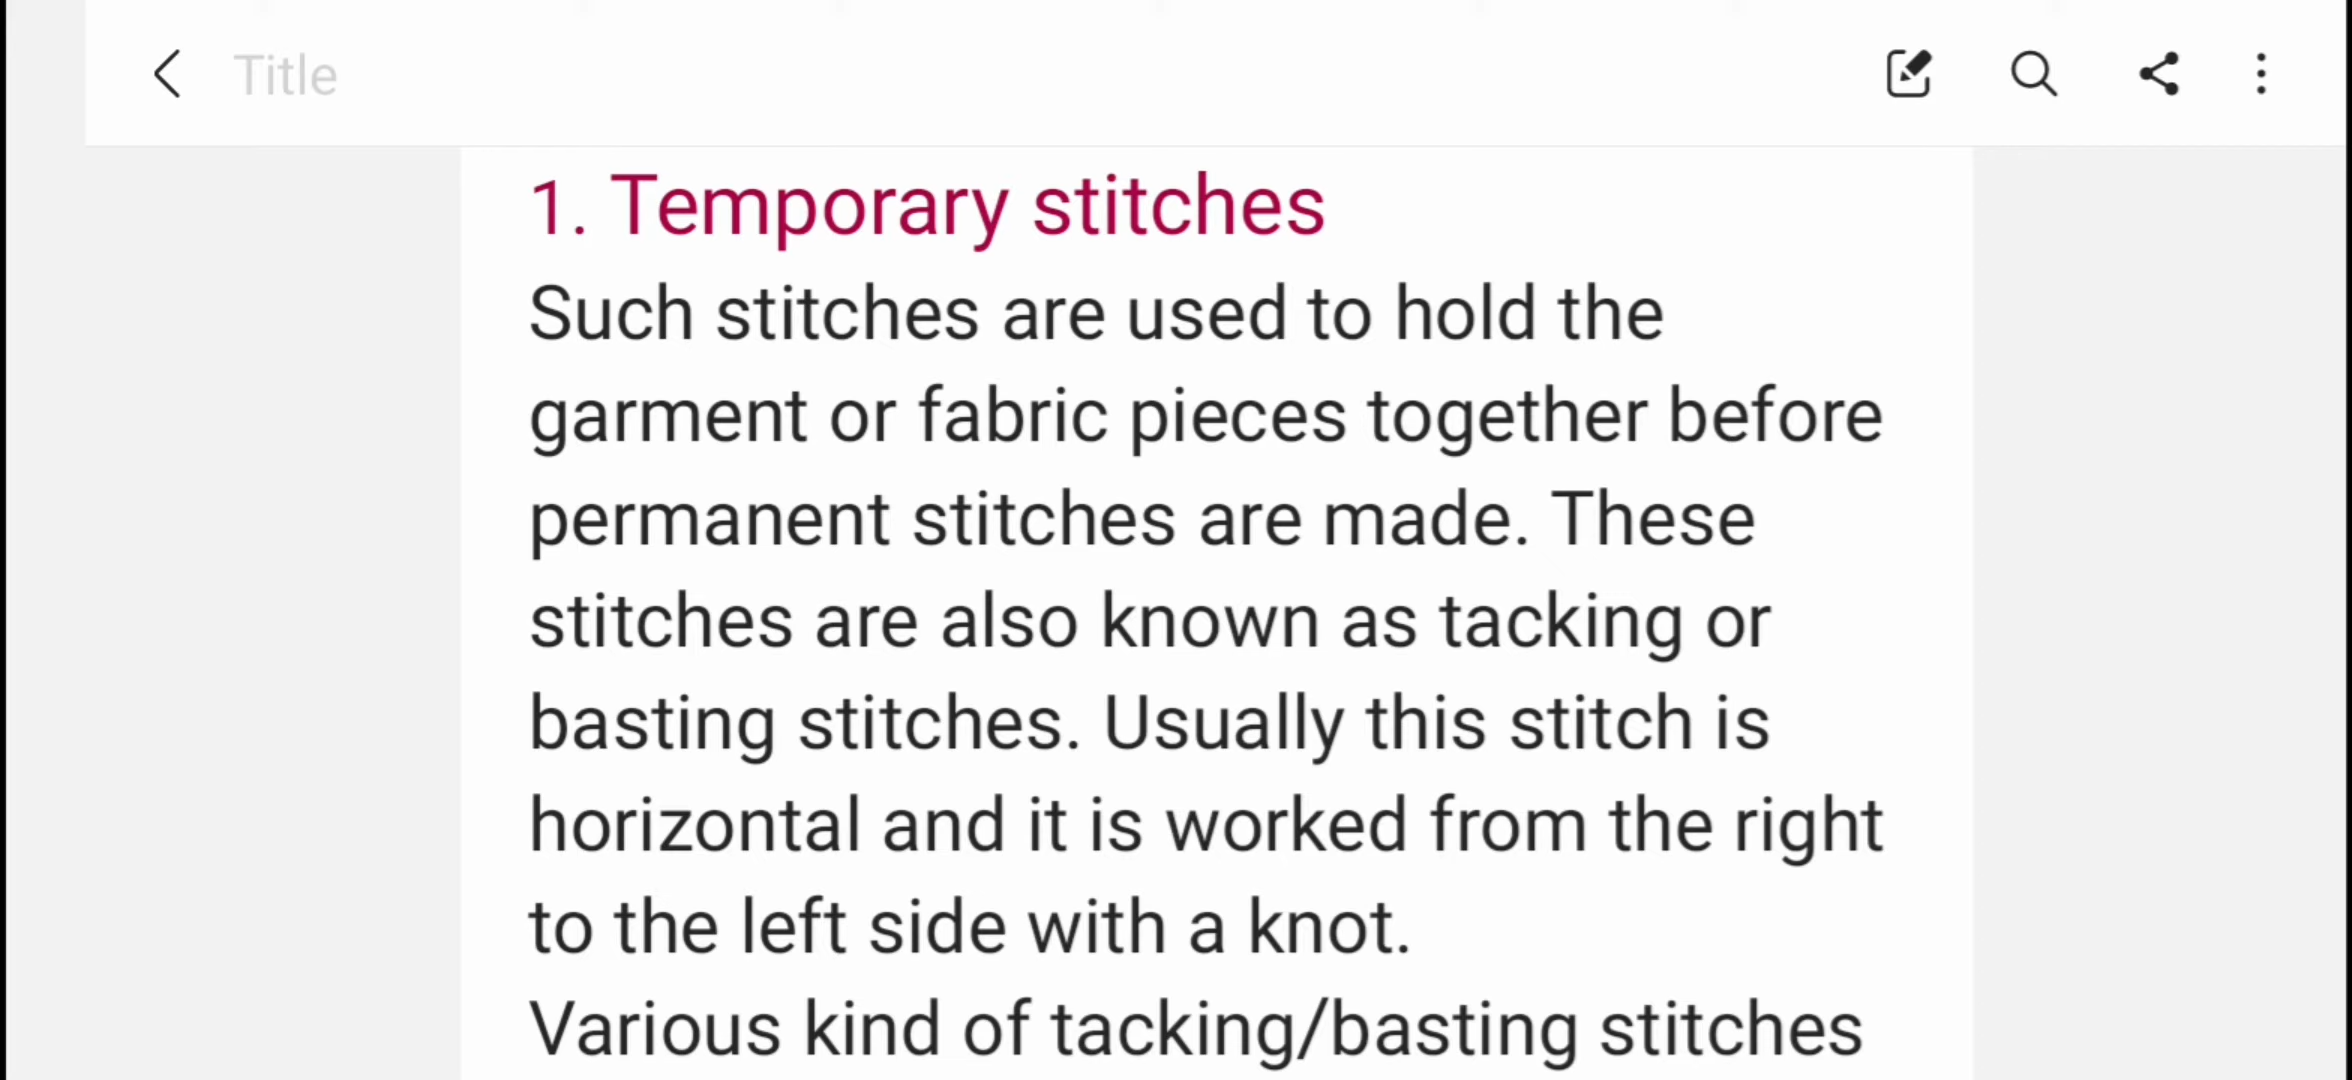 Title
1. Temporary stitches
Such stitches are used to hold the
garment or fabric pieces together before
permanent stitches are made. These
stitches are also known as tacking or
basting stitches. Usually this stitch is
horizontal and it is worked from the right
to the left side with a knot.
Various kind of tacking/basting stitches